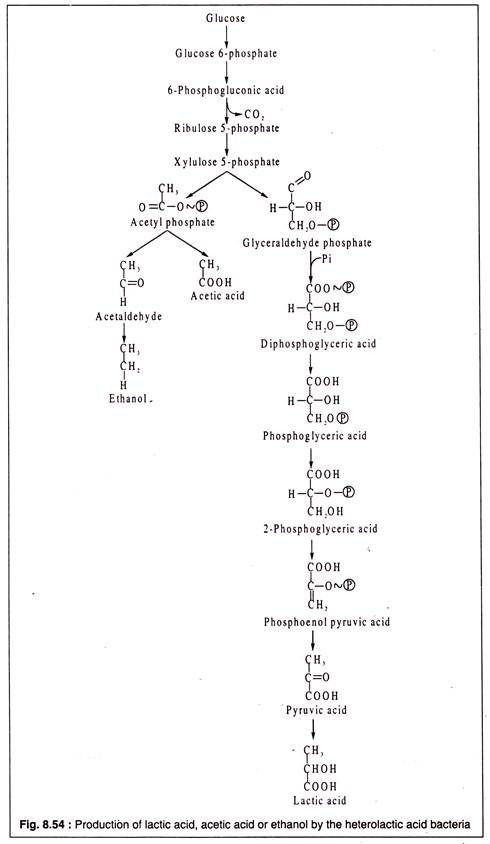 Glucose
Glucose 6-phosphate
6-Phosphogluconic acid
CO₂
Ribulose 5-phosphate
Xylulose 5-phosphate
CH₃
O=C—O~Ⓟ
Acetyl phosphate
C=O
H—C—OH
CH₂O—Ⓟ
Glyceraldehyde phosphate
CH₃
C=O
H
Acetaldehyde
CH₃
COOH
Acetic acid
Pi
COO~Ⓟ
H—C—OH
CH₂O—Ⓟ
Diphosphoglyceric acid
CH₃
CH₂
H
Ethanol
COOH
H—C—OH
CH₂OⓅ
Phosphoglyceric acid
COOH
H—C—O—Ⓟ
CH₂OH
2-Phosphoglyceric acid
COOH
C—O~Ⓟ
CH₂
Phosphoenol pyruvic acid
CH₃
C=O
COOH
Pyruvic acid
CH₃
CHOH
COOH
Lactic acid
Fig. 8.54 : Production of lactic acid, acetic acid or ethanol by the heterolactic acid bacteria